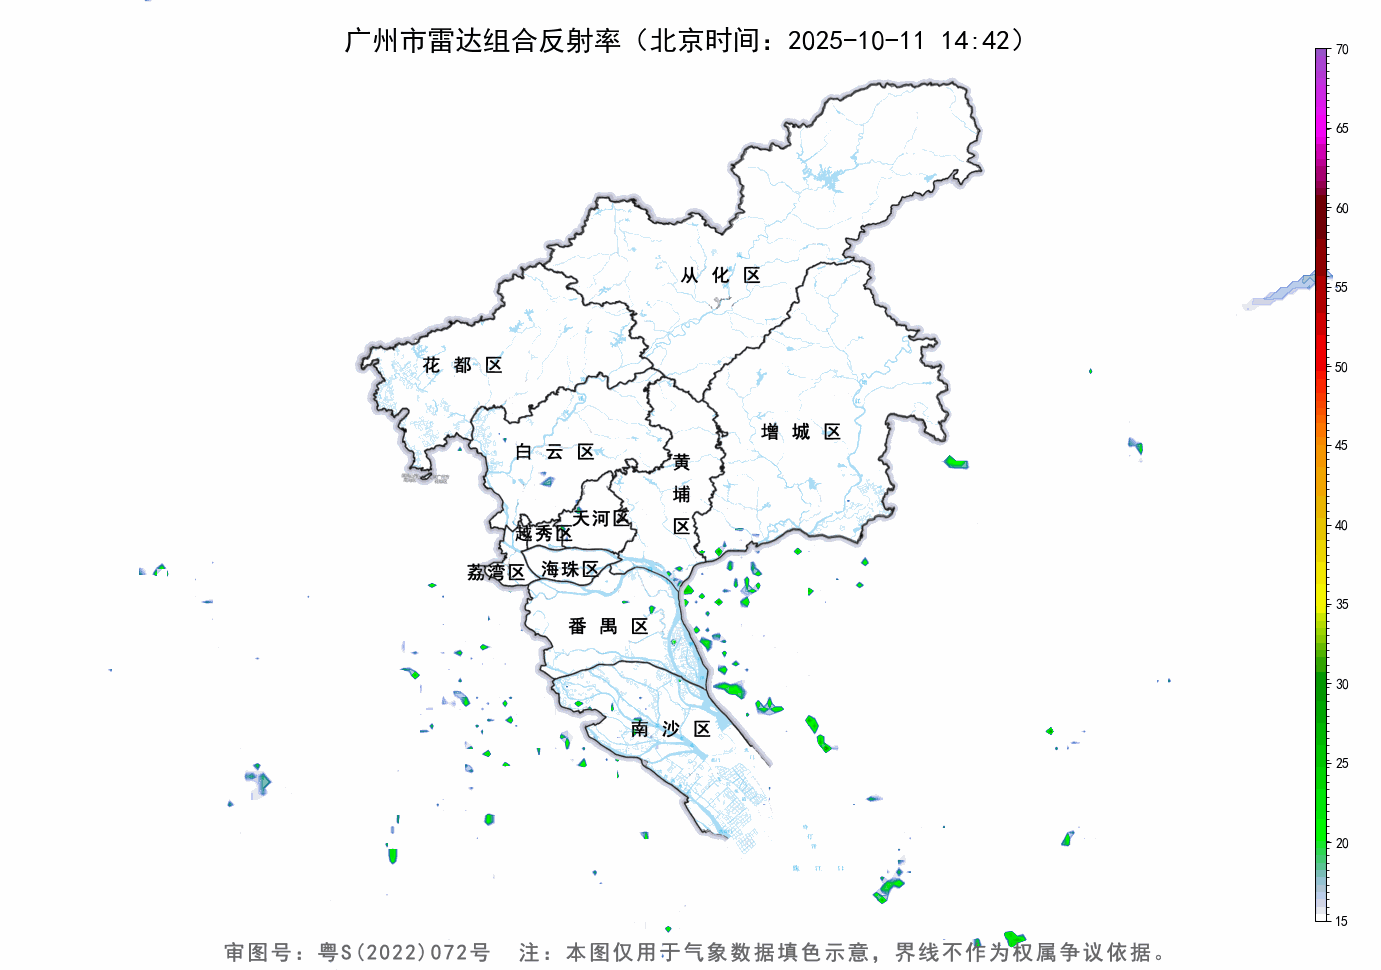 广州市雷达组合反射率（北京时间：2025-10-11 14:42）
70
65
60
55
50
45
40
35
30
25
20
15
从化区
花都区
增城区
白云区
黄埔区
天河区
越秀区
海珠区
荔湾区
番禺区
南沙区
审图号：粤S(2022)072号 注：本图仅用于气象数据填色示意，界线不作为权属争议依据。